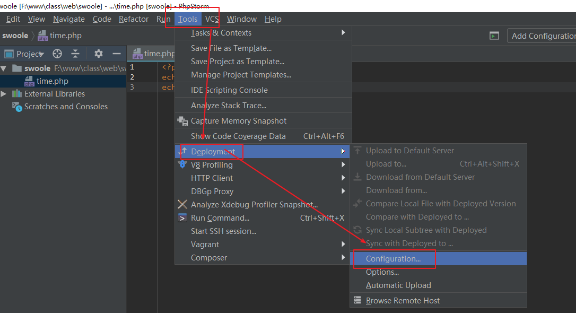 swoole [F:\www\class\web\swoole] - ...\time.php [swoole] - PhpStorm
Edit View Navigate Code Refactor Run Tools VCS Window Help
swoole time.php Add Configuration
Project time.php
swoole F:\www\class\web\sw
time.php
External Libraries
Scratches and Consoles
1 <?p
2 ech
3 ech
Tasks & Contexts
Save File as Template...
Save Project as Template...
Manage Project Templates...
IDE Scripting Console
Analyze Stack Trace...
Capture Memory Snapshot
Show Code Coverage Data Ctrl+Alt+F6
Deployment
VS Profiling
HTTP Client
DBGp Proxy
Analyze Xdebug Profiler Snapshot...
Run Command... Ctrl+Shift+X
Start SSH session...
Vagrant
Composer
Upload to Default Server
Upload to... Ctrl+Alt+Shift+X
Download from Default Server
Download from...
Compare Local File with Deployed Version
Compare with Deployed to ...
Sync Local Subtree with Deployed
Sync with Deployed to ...
Configuration...
Options...
Automatic Upload
Browse Remote Host